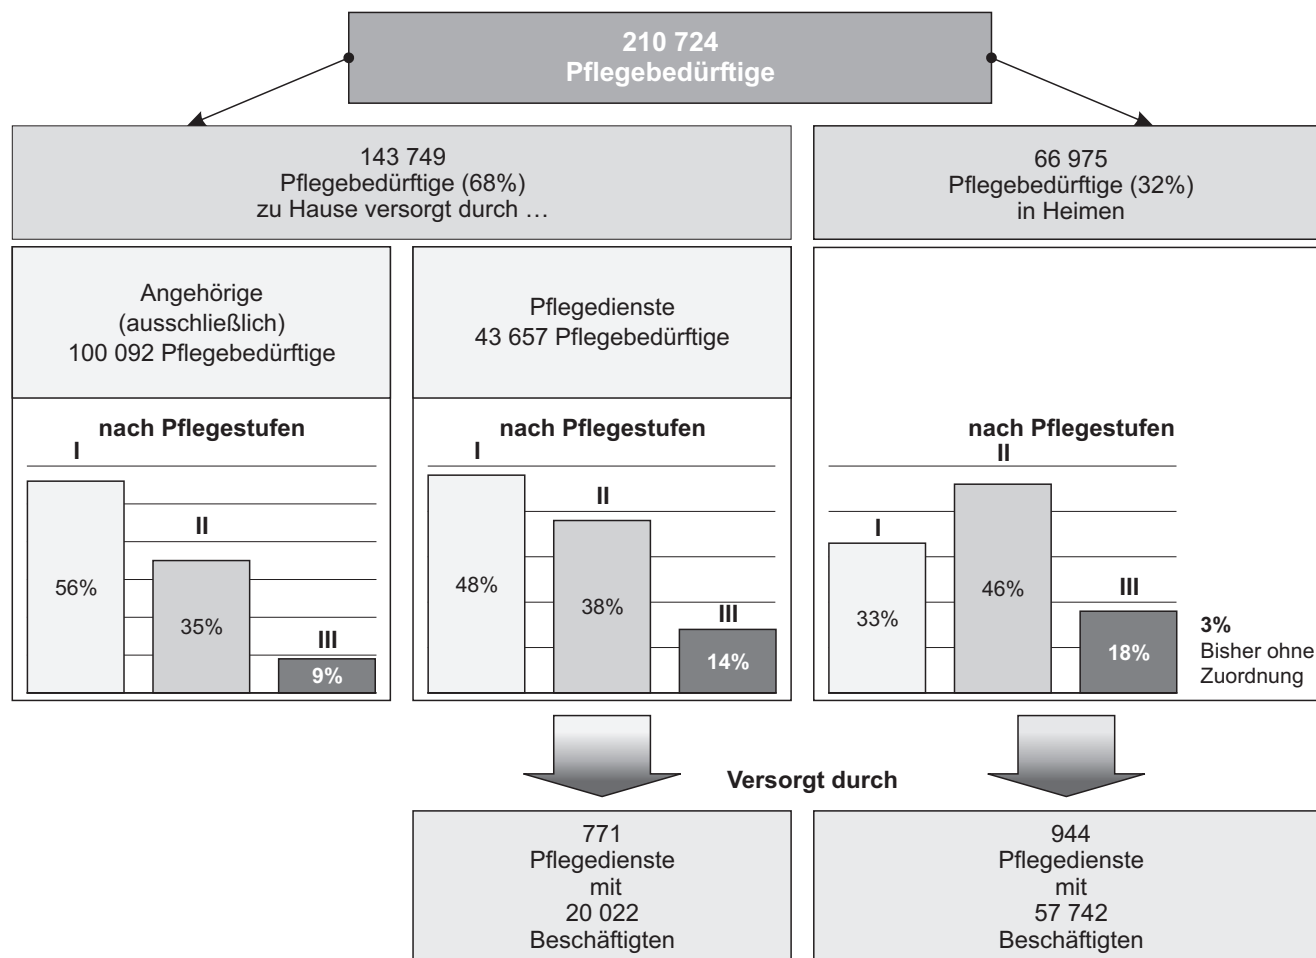 210 724
Pflegebedürftige
143 749
Pflegebedürftige (68%)
zu Hause versorgt durch …
66 975
Pflegebedürftige (32%)
in Heimen
Angehörige
(ausschließlich)
100 092 Pflegebedürftige
Pflegedienste
43 657 Pflegebedürftige
nach Pflegestufen
I
II
III
56%
35%
9%
nach Pflegestufen
I
II
III
48%
38%
14%
nach Pflegestufen
I
II
III
33%
46%
18%
3%
Bisher ohne
Zuordnung
Versorgt durch
771
Pflegedienste
mit
20 022
Beschäftigten
944
Pflegedienste
mit
57 742
Beschäftigten